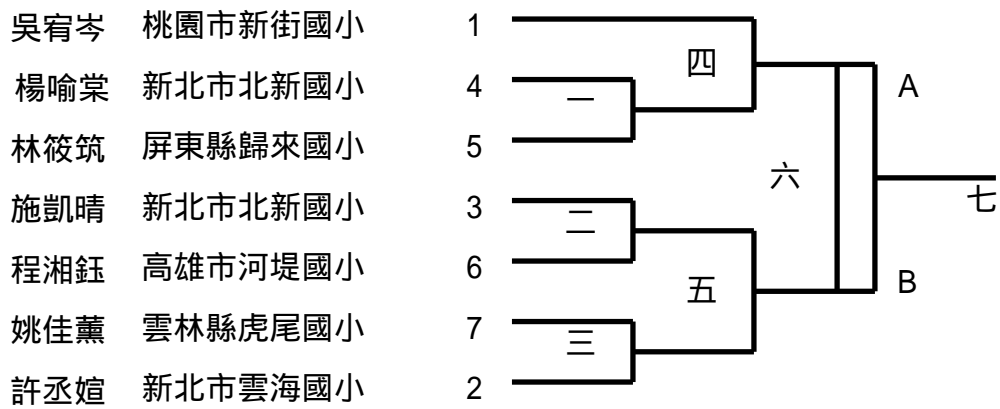 吳宥岑 桃園市新街國小 1
四
楊喻棠 新北市北新國小 4
一
A
林筱筑 屏東縣歸來國小 5
六
施凱晴 新北市北新國小 3
二
七
程湘鈺 高雄市河堤國小 6
五
B
姚佳薰 雲林縣虎尾國小 7
三
許丞媗 新北市雲海國小 2